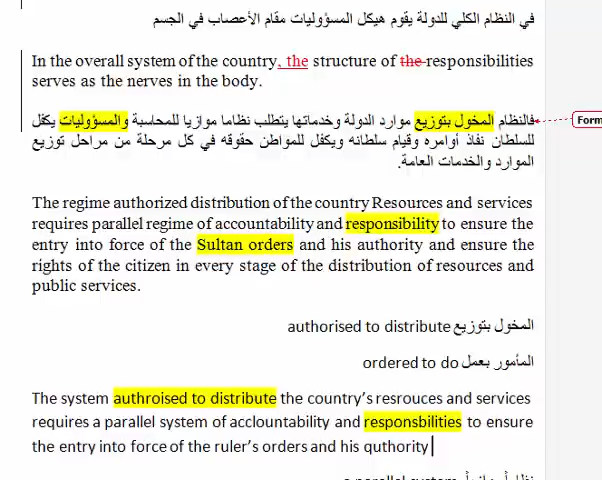 في النظام الكلي للدولة يقوم هيكل المسؤوليات مقام الأعصاب في الجسم
In the overall system of the country, the structure of the responsibilities
serves as the nerves in the body.
فالنظام المخول بتوزيع موارد الدولة وخدماتها يتطلب نظاما موازيا للمحاسبة والمسؤوليات يكفل
Form
للسلطان نفاذ أوامره وقيام سلطانه ويكفل للمواطن حقوقه في كل مرحلة من مراحل توزيع
الموارد والخدمات العامة.
The regime authorized distribution of the country Resources and services
requires parallel regime of accountability and responsibility to ensure the
entry into force of the Sultan orders and his authority and ensure the
rights of the citizen in every stage of the distribution of resources and
public services.
المخول بتوزيع authorised to distribute
المأمور بعمل ordered to do
The system authroised to distribute the country's resrouces and services
requires a parallel system of acclountability and responsbilities to ensure
the entry into force of the ruler's orders and his quthority